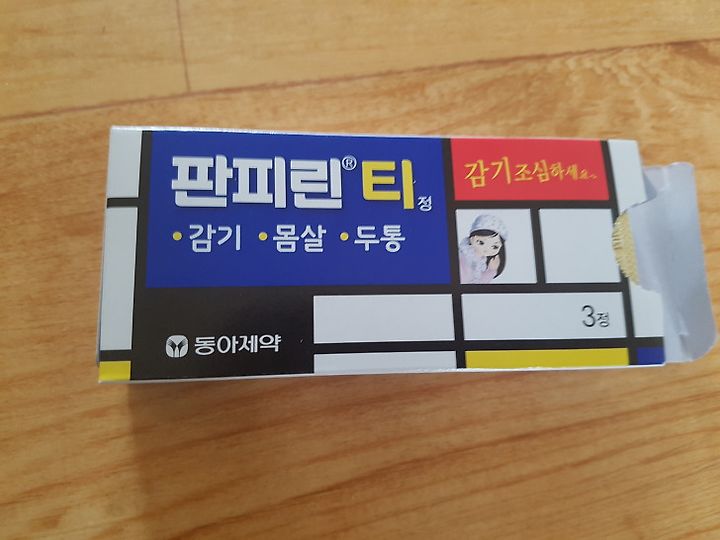 판피린® 티정
•감기 •몸살 •두통
감기조심하세요~
3정
동아제약